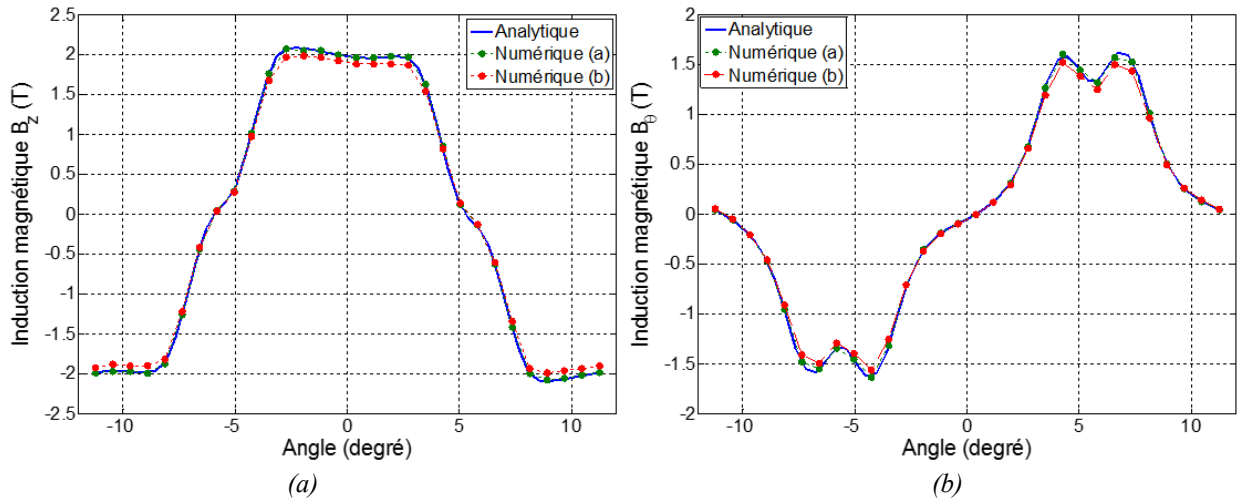 Induction magnétique B_z (T)
2.5
2
1.5
1
0.5
0
-0.5
-1
-1.5
-2
-2.5
-10
-5
0
5
10
Angle (degré)
Analytique
Numérique (a)
Numérique (b)
(a)
Induction magnétique B_θ (T)
2
1.5
1
0.5
0
-0.5
-1
-1.5
-2
-10
-5
0
5
10
Angle (degré)
Analytique
Numérique (a)
Numérique (b)
(b)